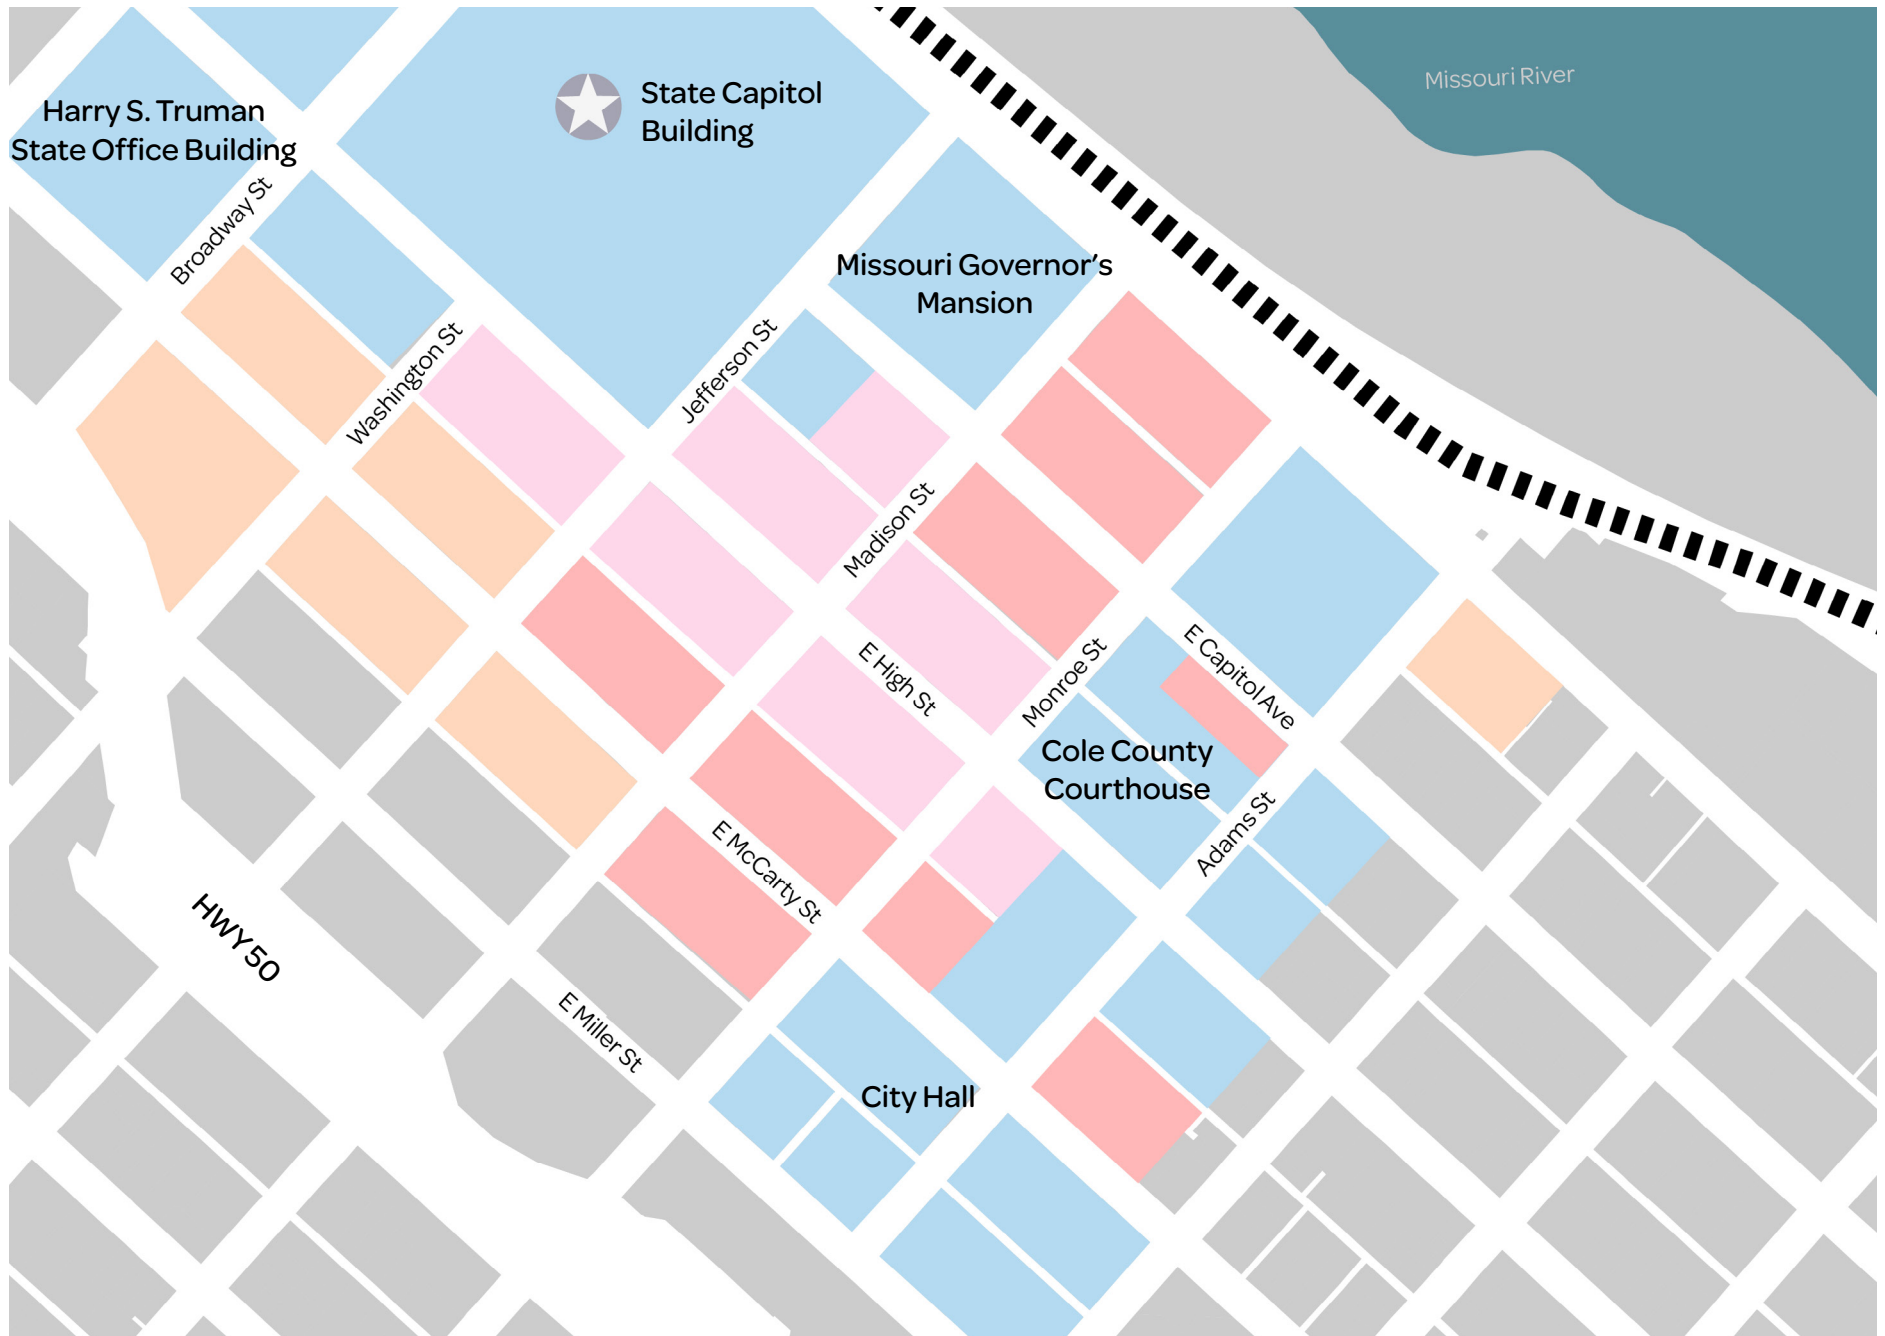 Missouri River
State Capitol
Building
Harry S. Truman
State Office Building
Broadway St
Missouri Governor's
Mansion
Washington St
Jefferson St
Madison St
E High St
Monroe St
E Capitol Ave
Cole County
Courthouse
Adams St
E McCarty St
HWY 50
E Miller St
City Hall